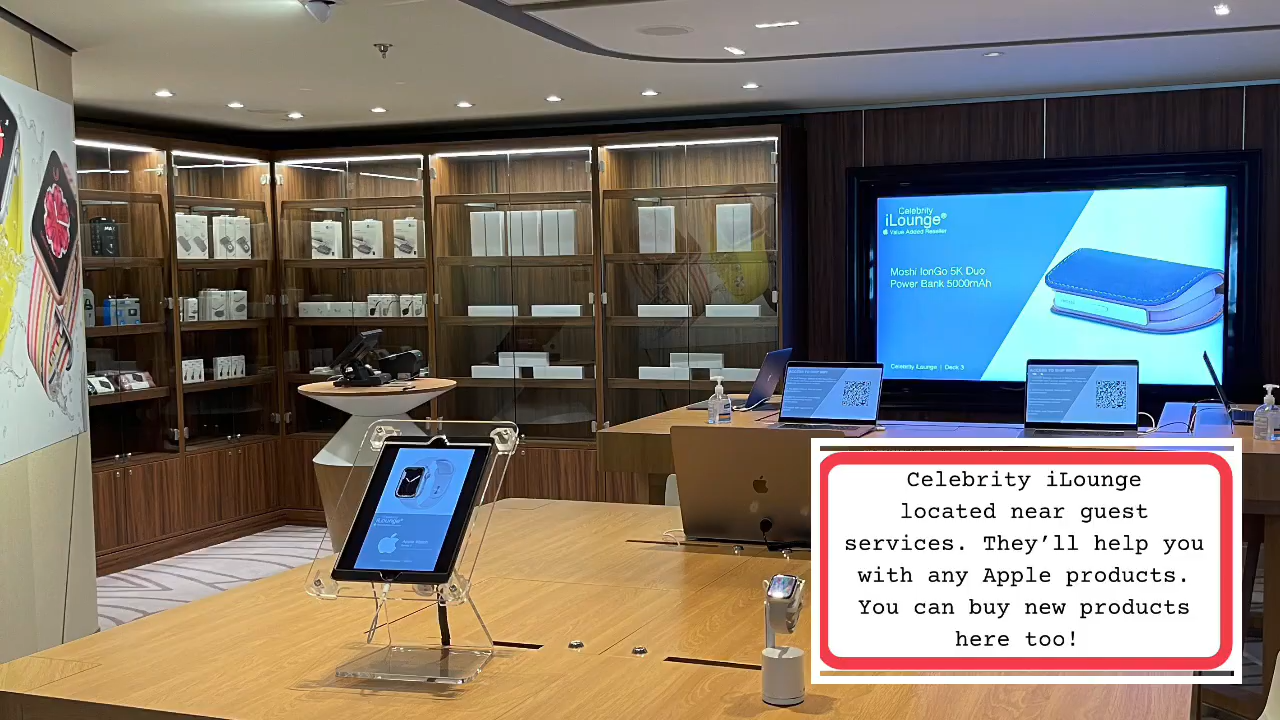 Celebrity
iLounge®
Value Added Reseller
Moshi IonGo 5K Duo
Power Bank 5000mAh
Celebrity iLounge | Deck 3
iLounge
Celebrity iLounge
located near guest
services. They’ll help you
with any Apple products.
You can buy new products
here too!